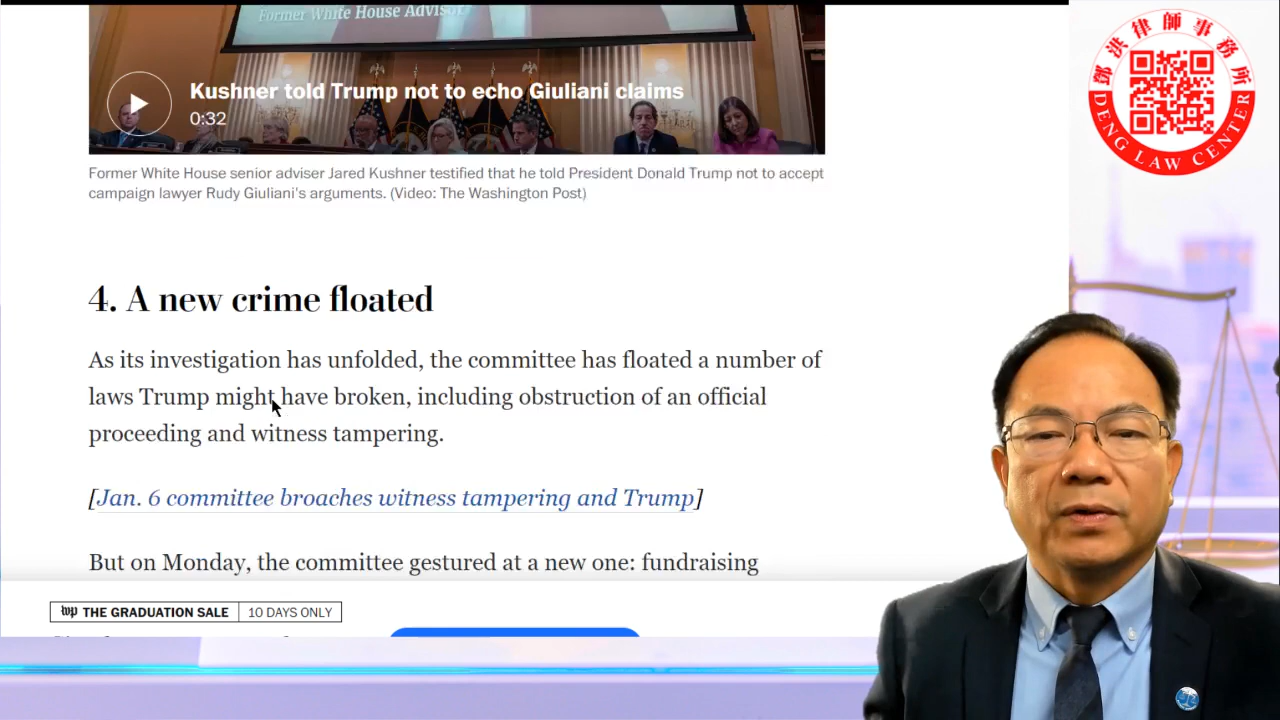 Former White House Advisor
Kushner told Trump not to echo Giuliani claims
0:32
Former White House senior adviser Jared Kushner testified that he told President Donald Trump not to accept
campaign lawyer Rudy Giuliani's arguments. (Video: The Washington Post)
4. A new crime floated
As its investigation has unfolded, the committee has floated a number of
laws Trump might have broken, including obstruction of an official
proceeding and witness tampering.
[Jan. 6 committee broaches witness tampering and Trump]
But on Monday, the committee gestured at a new one: fundraising
wp THE GRADUATION SALE 10 DAYS ONLY
鄧洪律師事務所
DENG LAW CENTER